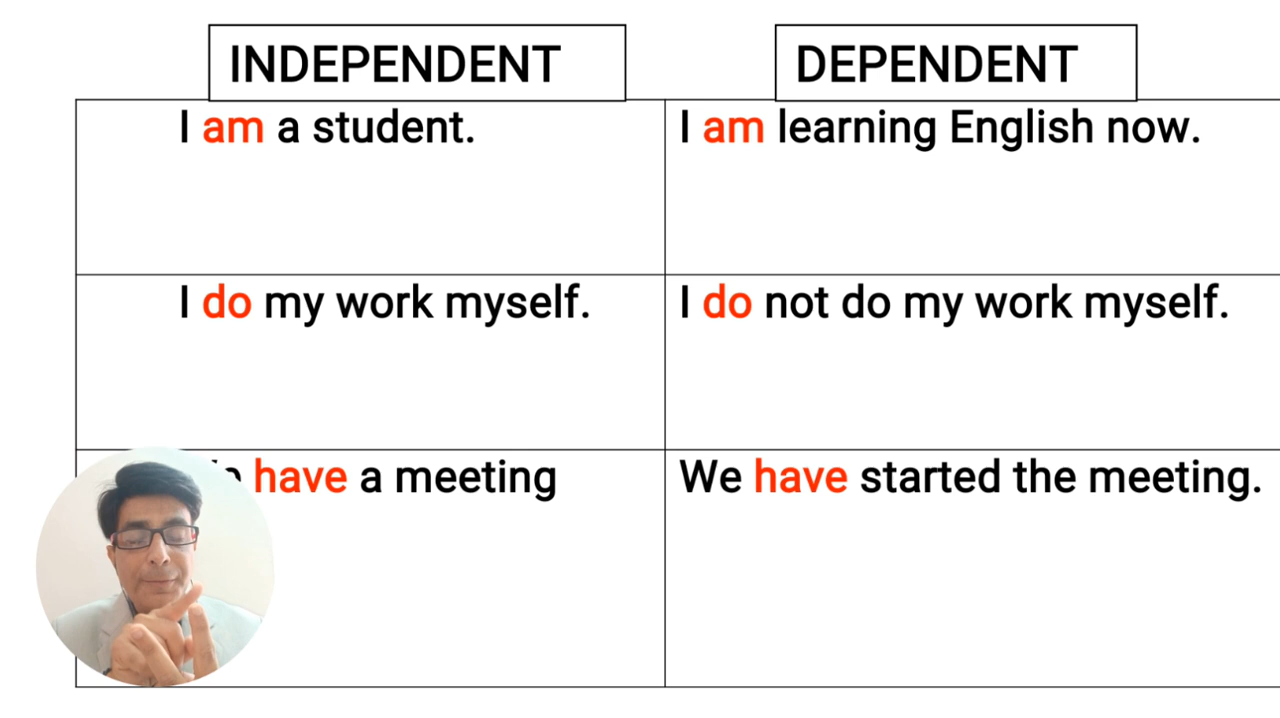 INDEPENDENT
DEPENDENT
I am a student.
I am learning English now.
I do my work myself.
I do not do my work myself.
have a meeting
We have started the meeting.